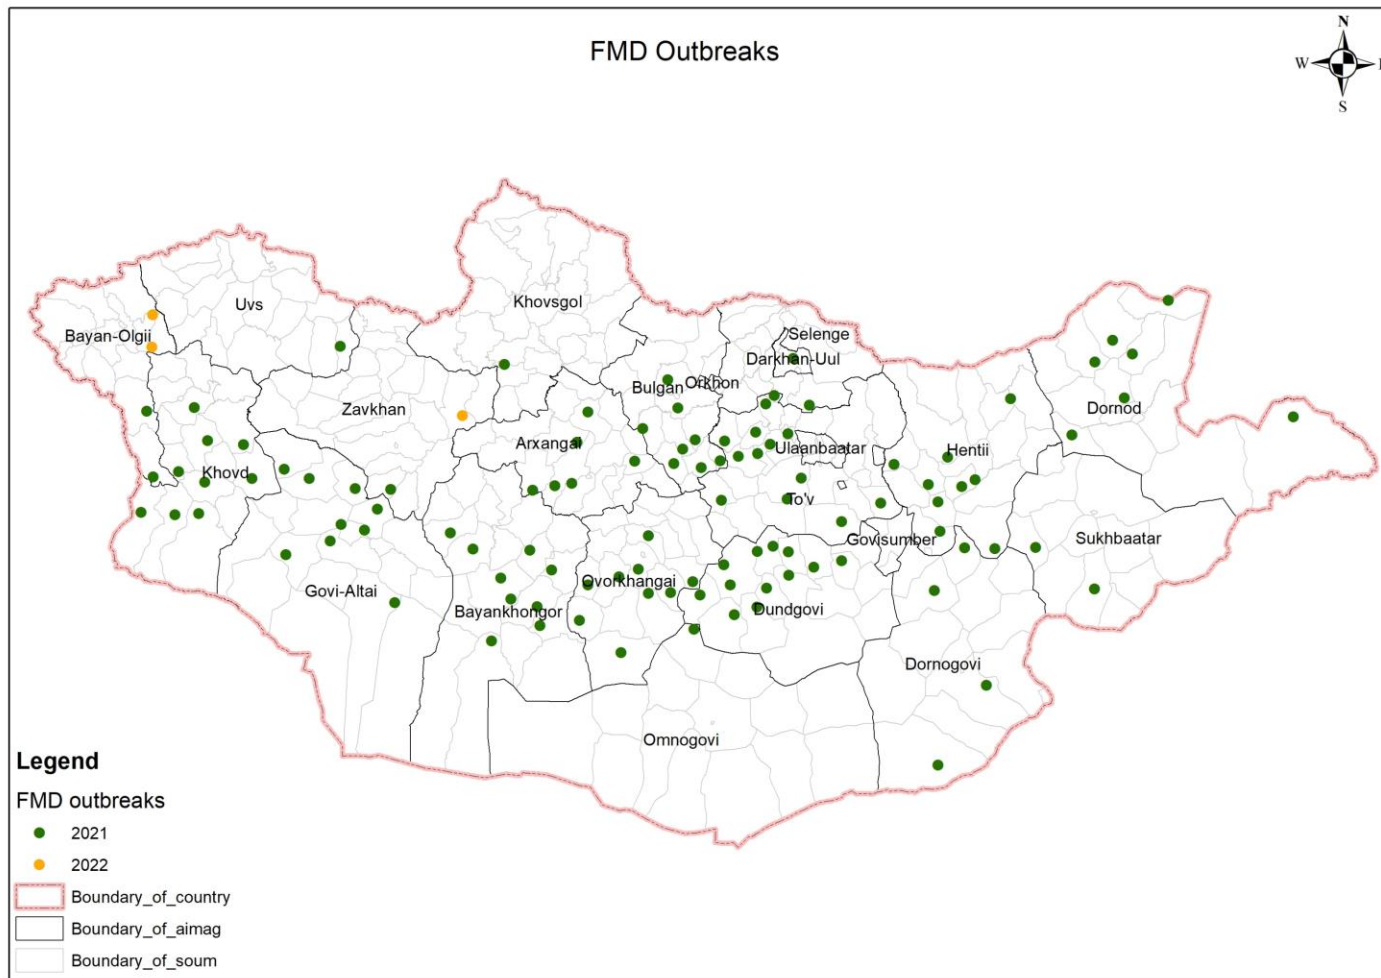 FMD Outbreaks
N
W
E
S
Khovsgol
Uvs
Bayan-Olgii
Selenge
Darkhan-Uul
Orkhon
Bulgan
Zavkhan
Dornod
Arxangai
Ulaanbaatar
Hentii
Khovd
To'v
Govisumber
Sukhbaatar
Ovorkhangai
Govi-Altai
Bayankhongor
Dundgovi
Dornogovi
Omnogovi
Legend
FMD outbreaks
2021
2022
Boundary_of_country
Boundary_of_aimag
Boundary_of_soum